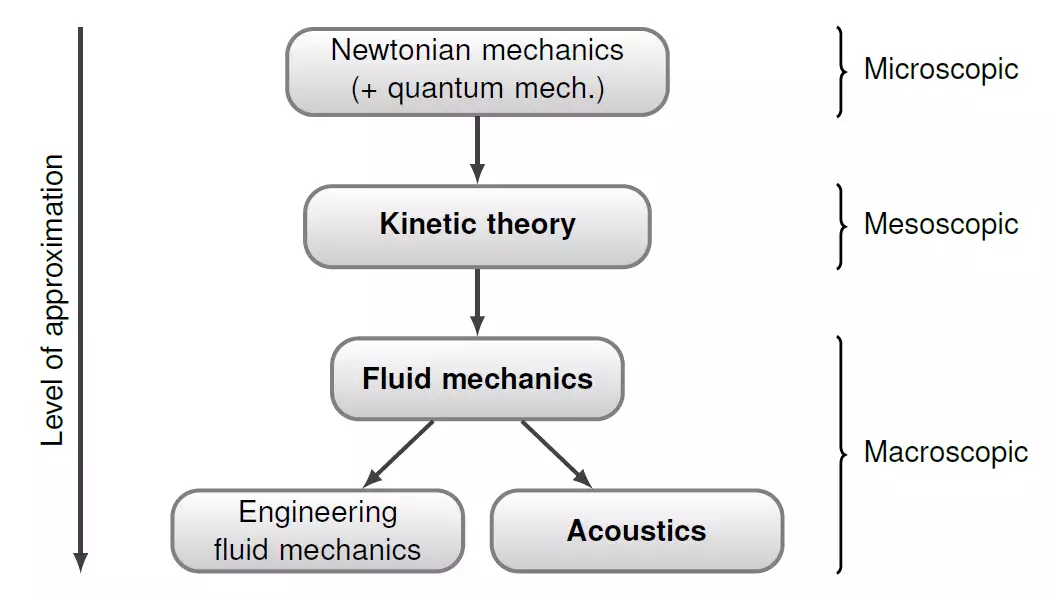 Newtonian mechanics
(+ quantum mech.)
Microscopic
Level of approximation
Kinetic theory
Mesoscopic
Fluid mechanics
Macroscopic
Engineering
fluid mechanics
Acoustics